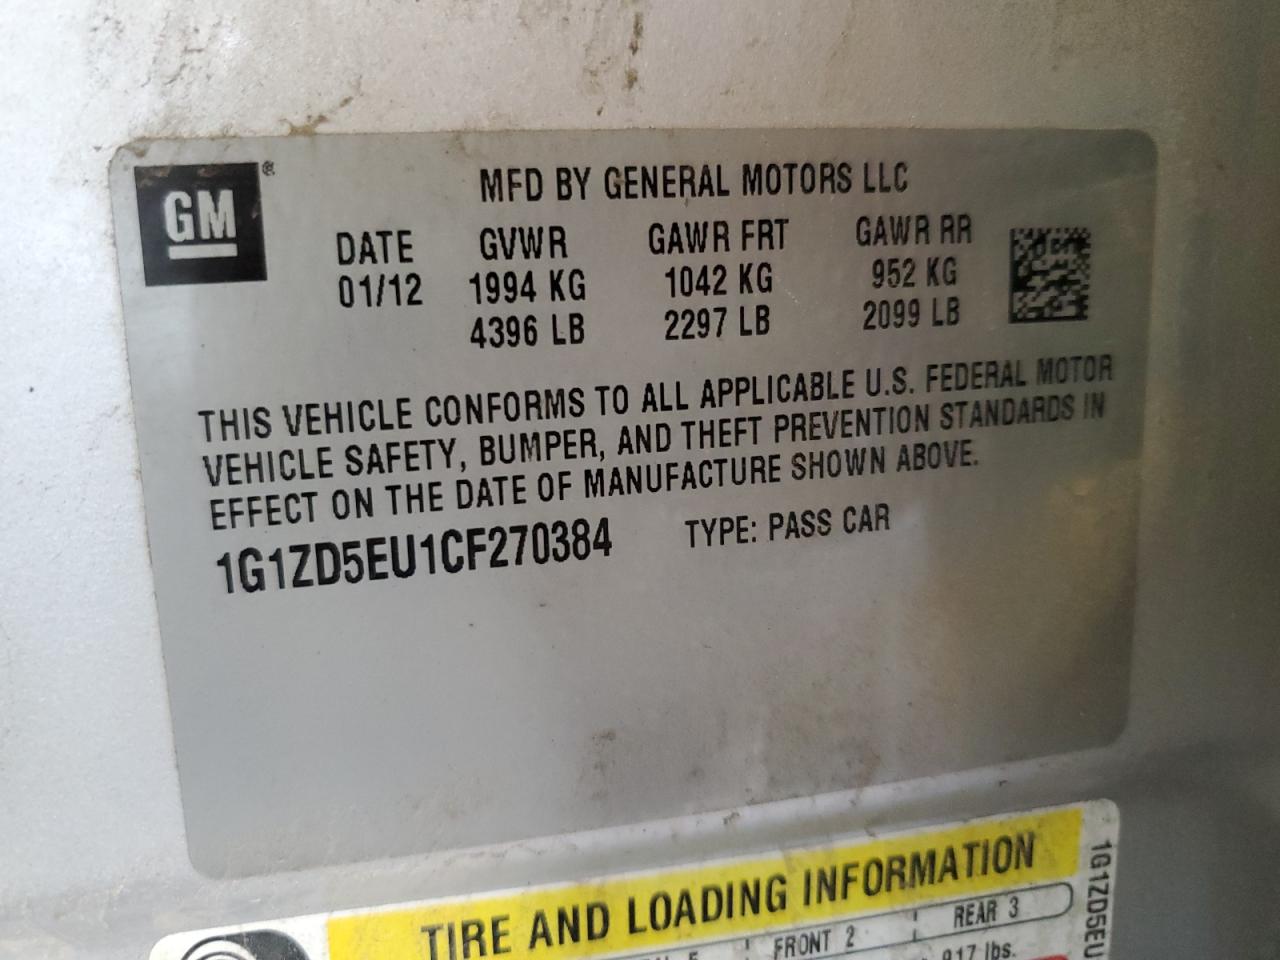 GM®
MFD BY GENERAL MOTORS LLC
DATE GVWR GAWR FRT GAWR RR
01/12 1994 KG 1042 KG 952 KG
4396 LB 2297 LB 2099 LB
THIS VEHICLE CONFORMS TO ALL APPLICABLE U.S. FEDERAL MOTOR
VEHICLE SAFETY, BUMPER, AND THEFT PREVENTION STANDARDS IN
EFFECT ON THE DATE OF MANUFACTURE SHOWN ABOVE.
1G1ZD5EU1CF270384 TYPE: PASS CAR
TIRE AND LOADING INFORMATION
5 FRONT 2 REAR 3
917 lbs.
1G1ZD5EU